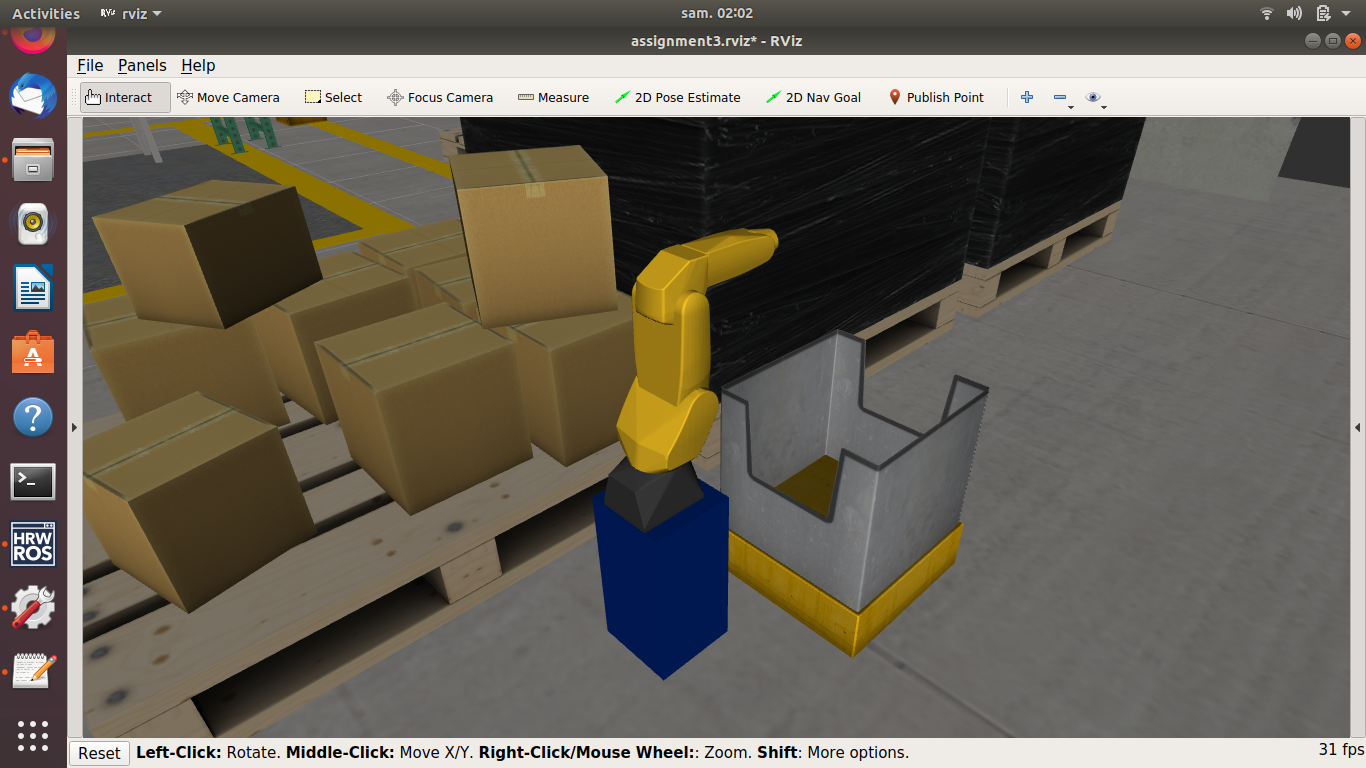 Activities
RViz
rviz
sam. 02:02
assignment3.rviz* - RViz
File Panels Help
Interact Move Camera Select Focus Camera Measure 2D Pose Estimate 2D Nav Goal Publish Point
HRW
ROS
Reset Left-Click: Rotate. Middle-Click: Move X/Y. Right-Click/Mouse Wheel:: Zoom. Shift: More options.
31 fps